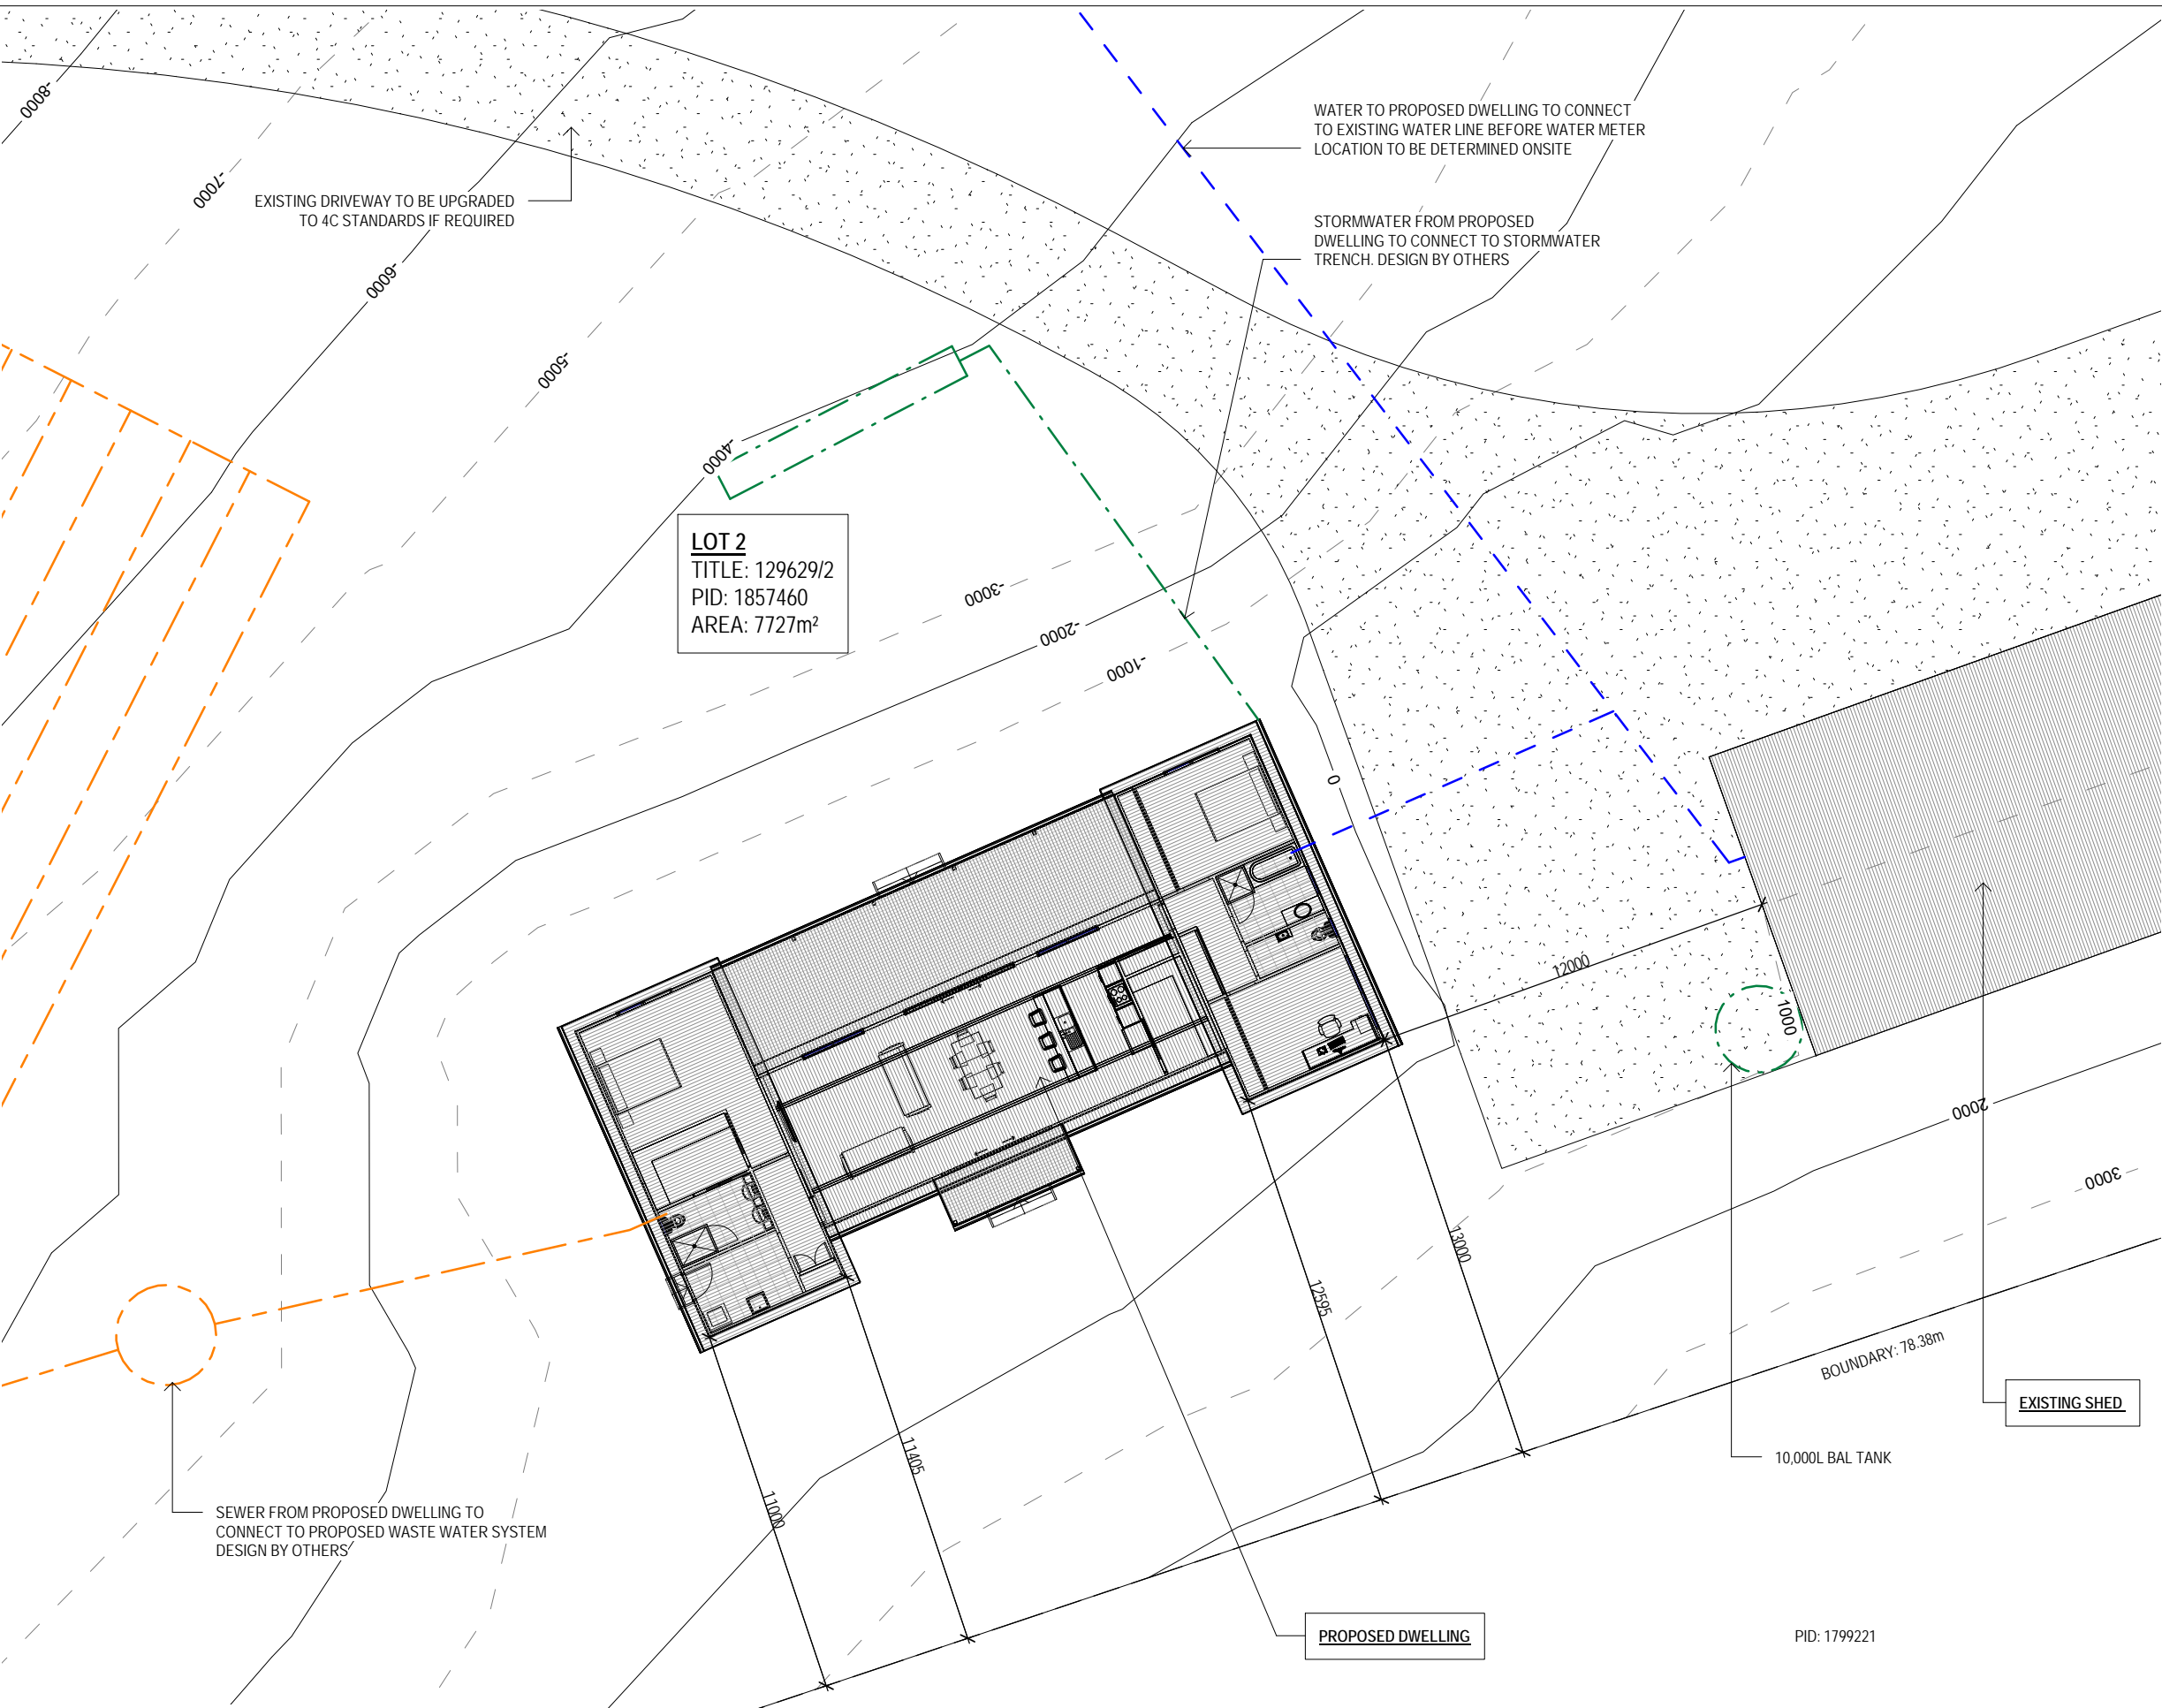 -8000
-7000
EXISTING DRIVEWAY TO BE UPGRADED
TO 4C STANDARDS IF REQUIRED
-6000
-5000
WATER TO PROPOSED DWELLING TO CONNECT
TO EXISTING WATER LINE BEFORE WATER METER
LOCATION TO BE DETERMINED ONSITE
STORMWATER FROM PROPOSED
DWELLING TO CONNECT TO STORMWATER
TRENCH. DESIGN BY OTHERS
-4000
LOT 2
TITLE: 129629/2
PID: 1857460
AREA: 7727m²
-3000
-2000
-1000
0
12000
1000
2000
3000
13000
12595
11405
11000
BOUNDARY: 78.38m
EXISTING SHED
10,000L BAL TANK
SEWER FROM PROPOSED DWELLING TO
CONNECT TO PROPOSED WASTE WATER SYSTEM
DESIGN BY OTHERS
PROPOSED DWELLING
PID: 1799221